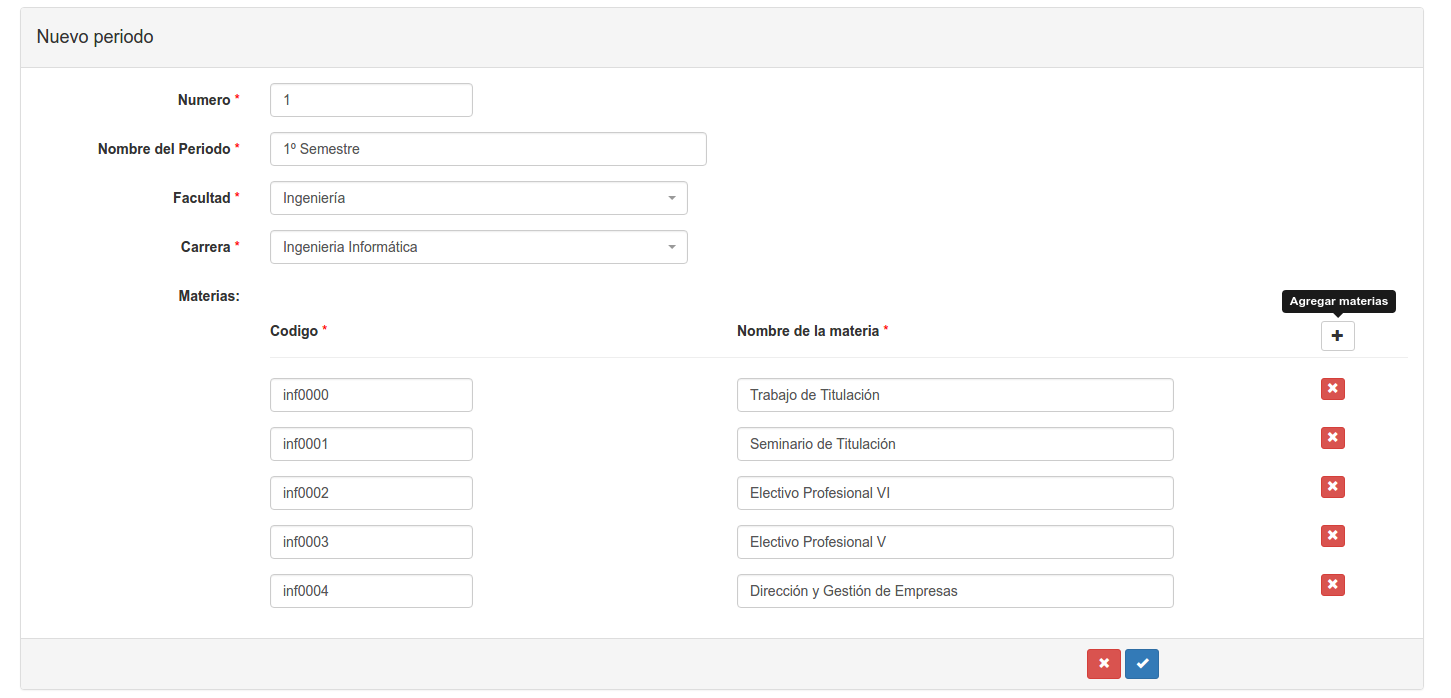 Nuevo periodo
Numero * 1
Nombre del Periodo * 1º Semestre
Facultad * Ingeniería
Carrera * Ingenieria Informática
Materias:
Agregar materias
Codigo * Nombre de la materia *
inf0000 Trabajo de Titulación
inf0001 Seminario de Titulación
inf0002 Electivo Profesional VI
inf0003 Electivo Profesional V
inf0004 Dirección y Gestión de Empresas